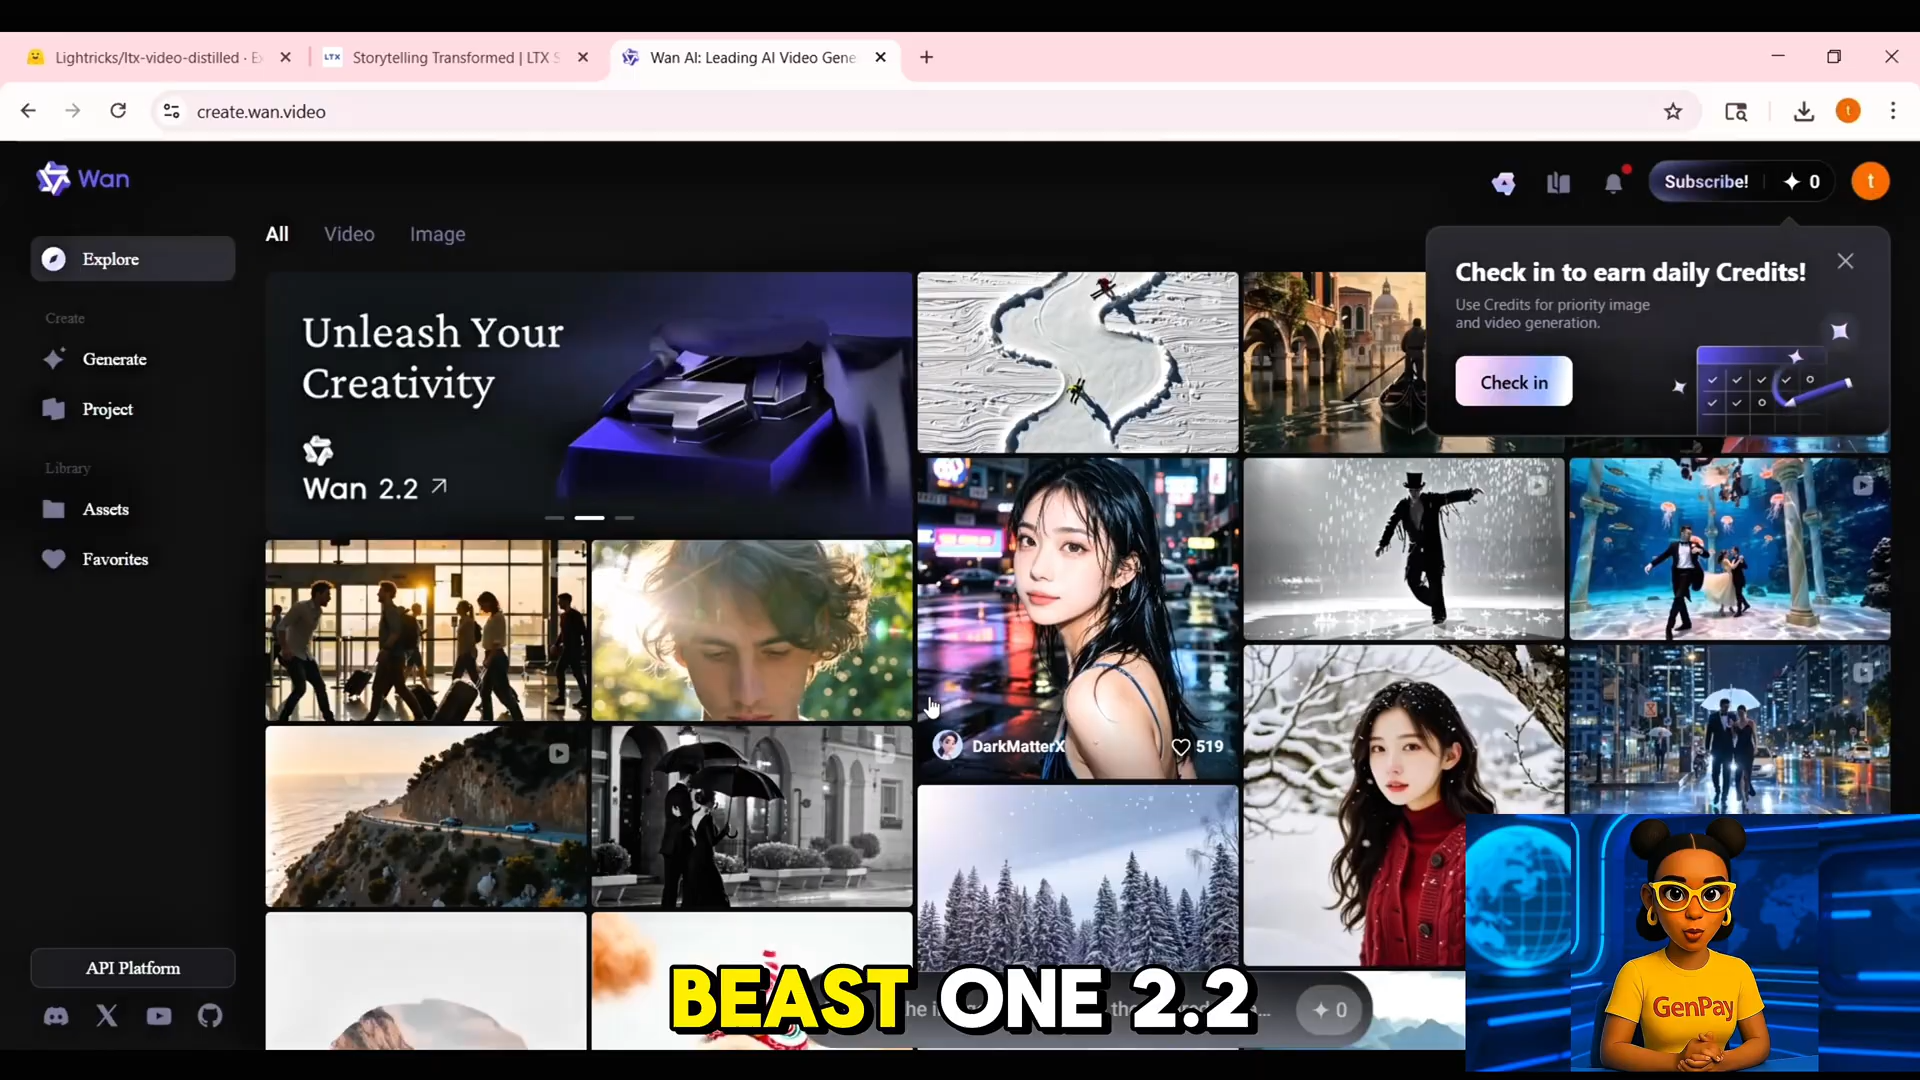 Lightricks/ltx-video-distilled · E
Storytelling Transformed | LTX S
Wan AI: Leading AI Video Gene
create.wan.video
t
Wan
Subscribe!
0
t
All
Video
Image
Explore
Create
Generate
Project
Library
Assets
Favorites
API Platform
Unleash Your
Creativity
Wan 2.2
Check in to earn daily Credits!
Use Credits for priority image
and video generation.
Check in
DarkMatterX
519
0
BEAST ONE 2.2
GenPay